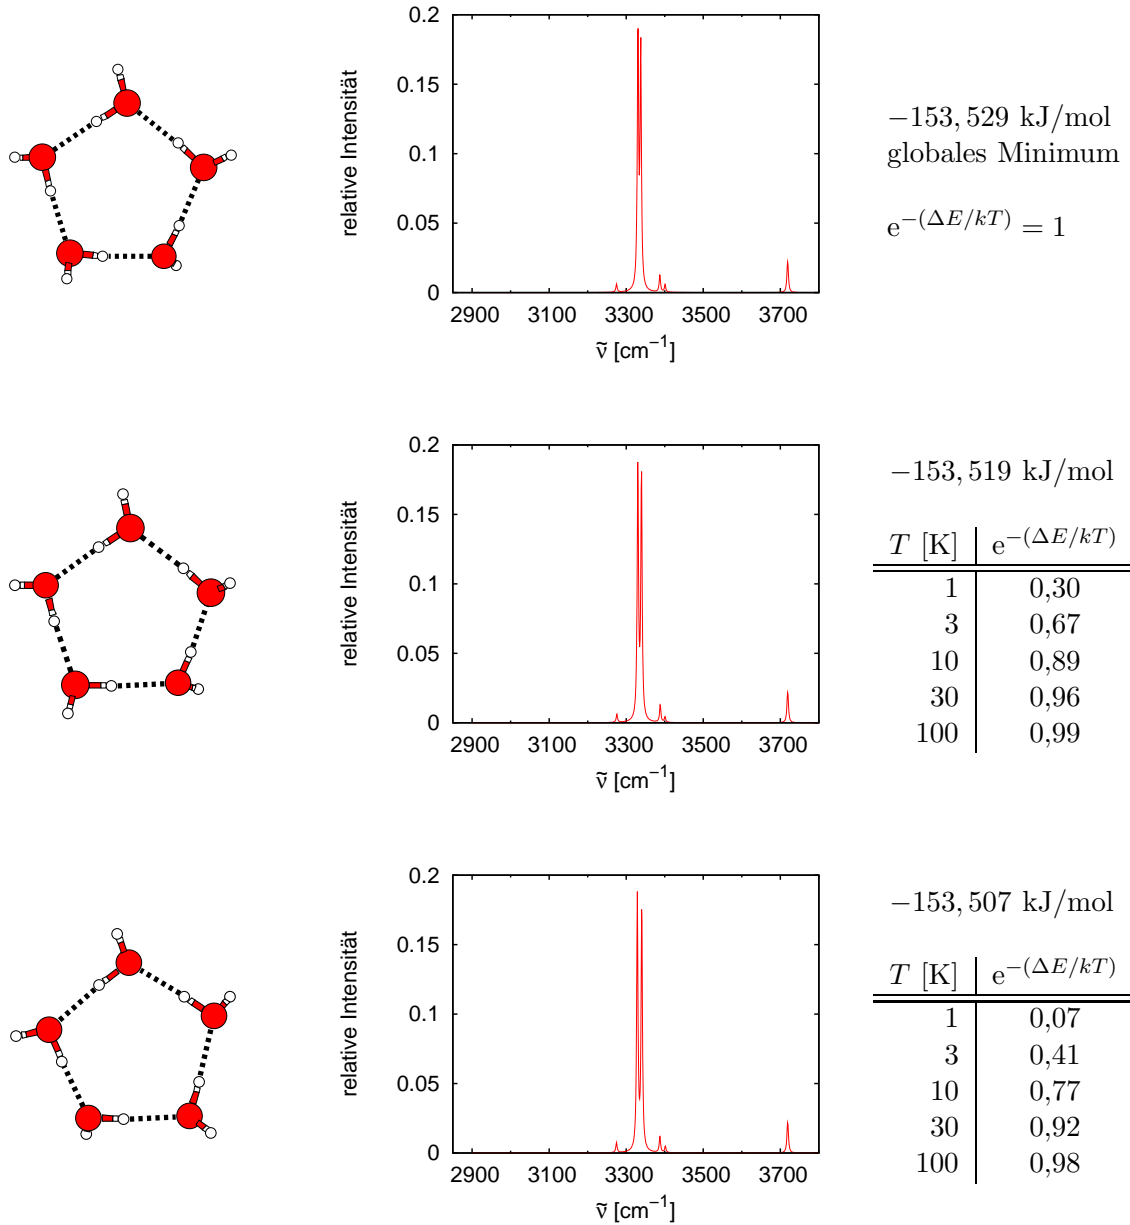 0.2
0.15
0.1
0.05
0
relative Intensität
2900 3100 3300 3500 3700
ν̃ [cm⁻¹]
−153, 529 kJ/mol
globales Minimum
e^−(ΔE/kT) = 1
0.2
0.15
0.1
0.05
0
relative Intensität
2900 3100 3300 3500 3700
ν̃ [cm⁻¹]
−153, 519 kJ/mol
T [K] e^−(ΔE/kT)
1 0,30
3 0,67
10 0,89
30 0,96
100 0,99
0.2
0.15
0.1
0.05
0
relative Intensität
2900 3100 3300 3500 3700
ν̃ [cm⁻¹]
−153, 507 kJ/mol
T [K] e^−(ΔE/kT)
1 0,07
3 0,41
10 0,77
30 0,92
100 0,98